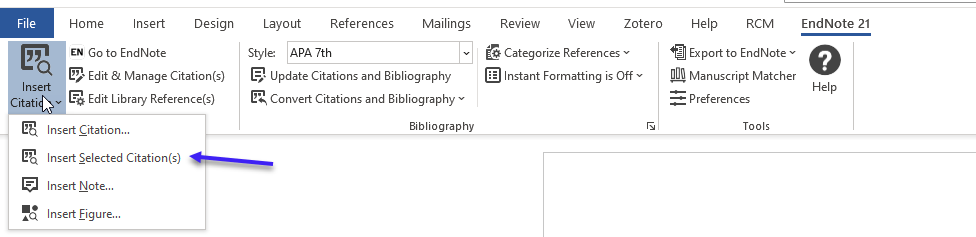 File Home Insert Design Layout References Mailings Review View Zotero Help RCM EndNote 21
EN Go to EndNote Style: APA 7th Categorize References Export to EndNote
Insert Edit & Manage Citation(s) Update Citations and Bibliography Instant Formatting is Off Manuscript Matcher Help
Citation Edit Library Reference(s) Convert Citations and Bibliography Preferences
Bibliography Tools
Insert Citation...
Insert Selected Citation(s)
Insert Note...
Insert Figure...